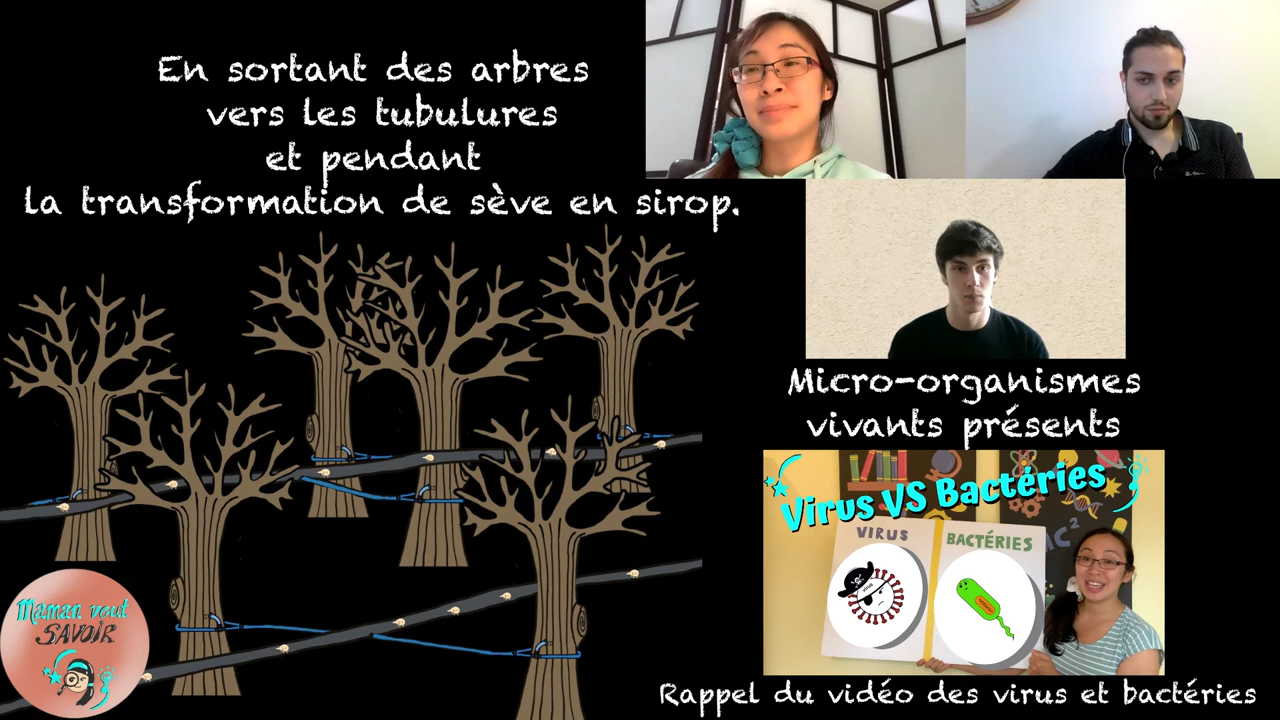 En sortant des arbres
vers les tubulures
et pendant
la transformation de sève en sirop.
Micro-organismes
vivants présents
Virus VS Bactéries
VIRUS
BACTÉRIES
Maman veut
SAVOIR
Rappel du vidéo des virus et bactéries